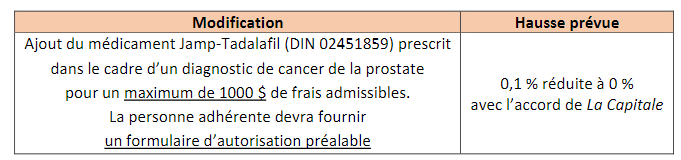 Modification
Hausse prévue
Ajout du médicament Jamp-Tadalafil (DIN 02451859) prescrit
dans le cadre d’un diagnostic de cancer de la prostate
pour un maximum de 1000 $ de frais admissibles.
La personne adhérente devra fournir
un formulaire d’autorisation préalable
0,1 % réduite à 0 %
avec l’accord de La Capitale